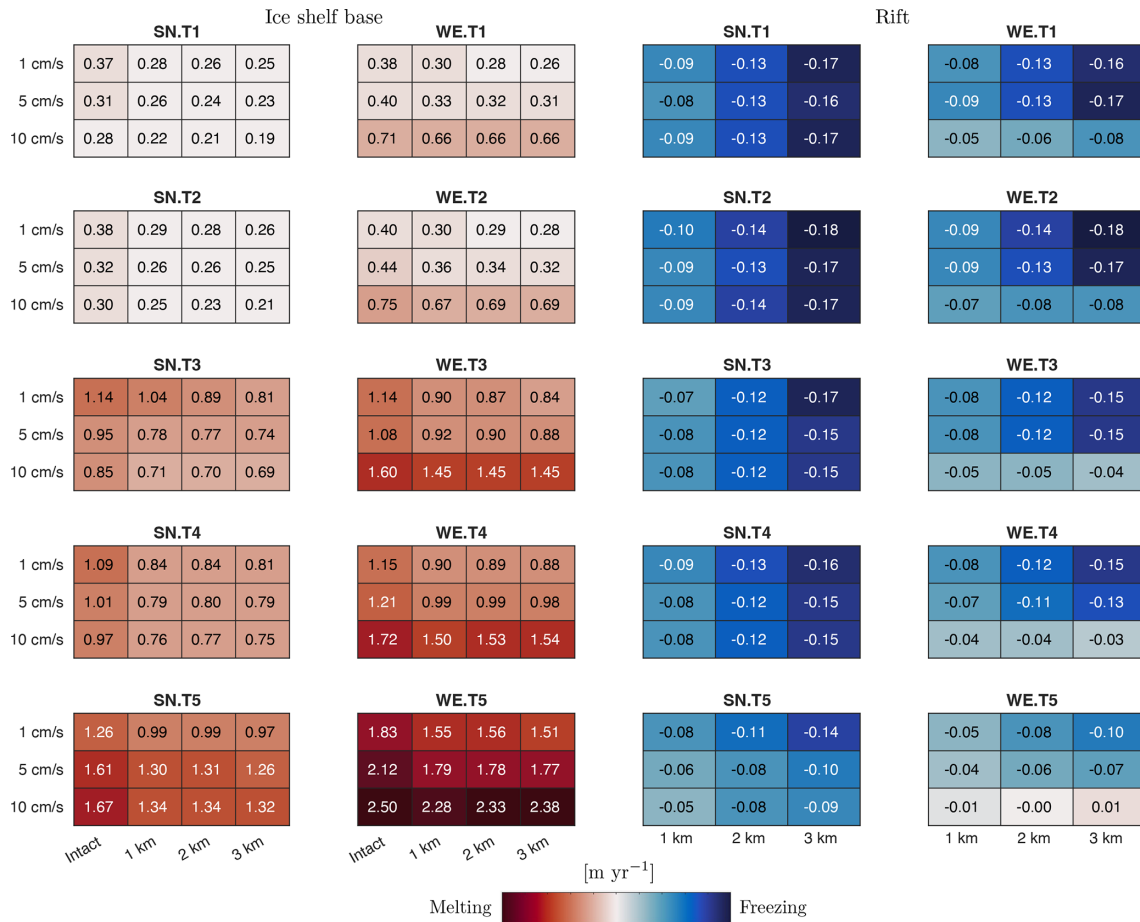 Ice shelf base Rift
SN.T1 WE.T1 SN.T1 WE.T1
1 cm/s 0.37 0.28 0.26 0.25 0.38 0.30 0.28 0.26 -0.09 -0.13 -0.17 -0.08 -0.13 -0.16
5 cm/s 0.31 0.26 0.24 0.23 0.40 0.33 0.32 0.31 -0.08 -0.13 -0.16 -0.09 -0.13 -0.17
10 cm/s 0.28 0.22 0.21 0.19 0.71 0.66 0.66 0.66 -0.09 -0.13 -0.17 -0.05 -0.06 -0.08
SN.T2 WE.T2 SN.T2 WE.T2
1 cm/s 0.38 0.29 0.28 0.26 0.40 0.30 0.29 0.28 -0.10 -0.14 -0.18 -0.09 -0.14 -0.18
5 cm/s 0.32 0.26 0.26 0.25 0.44 0.36 0.34 0.32 -0.09 -0.13 -0.17 -0.09 -0.13 -0.17
10 cm/s 0.30 0.25 0.23 0.21 0.75 0.67 0.69 0.69 -0.09 -0.14 -0.17 -0.07 -0.08 -0.08
SN.T3 WE.T3 SN.T3 WE.T3
1 cm/s 1.14 1.04 0.89 0.81 1.14 0.90 0.87 0.84 -0.07 -0.12 -0.17 -0.08 -0.12 -0.15
5 cm/s 0.95 0.78 0.77 0.74 1.08 0.92 0.90 0.88 -0.08 -0.12 -0.15 -0.08 -0.12 -0.15
10 cm/s 0.85 0.71 0.70 0.69 1.60 1.45 1.45 1.45 -0.08 -0.12 -0.15 -0.05 -0.05 -0.04
SN.T4 WE.T4 SN.T4 WE.T4
1 cm/s 1.09 0.84 0.84 0.81 1.15 0.90 0.89 0.88 -0.09 -0.13 -0.16 -0.08 -0.12 -0.15
5 cm/s 1.01 0.79 0.80 0.79 1.21 0.99 0.99 0.98 -0.08 -0.12 -0.15 -0.07 -0.11 -0.13
10 cm/s 0.97 0.76 0.77 0.75 1.72 1.50 1.53 1.54 -0.08 -0.12 -0.15 -0.04 -0.04 -0.03
SN.T5 WE.T5 SN.T5 WE.T5
1 cm/s 1.26 0.99 0.99 0.97 1.83 1.55 1.56 1.51 -0.08 -0.11 -0.14 -0.05 -0.08 -0.10
5 cm/s 1.61 1.30 1.31 1.26 2.12 1.79 1.78 1.77 -0.06 -0.08 -0.10 -0.04 -0.06 -0.07
10 cm/s 1.67 1.34 1.34 1.32 2.50 2.28 2.33 2.38 -0.05 -0.08 -0.09 -0.01 -0.00 0.01
Intact 1 km 2 km 3 km Intact 1 km 2 km 3 km 1 km 2 km 3 km 1 km 2 km 3 km
[m yr⁻¹]
Melting Freezing